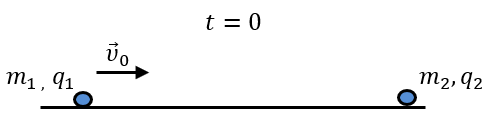 t = 0
v⃗₀
m₁, q₁
m₂, q₂